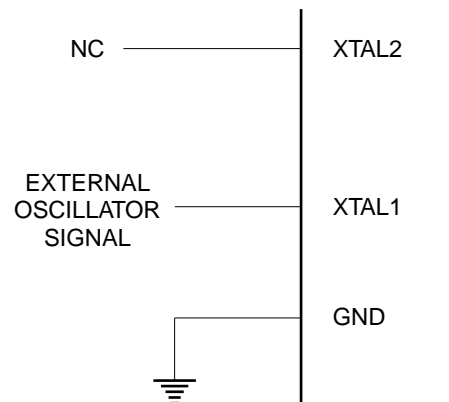 NC
XTAL2
EXTERNAL
OSCILLATOR
SIGNAL
XTAL1
GND